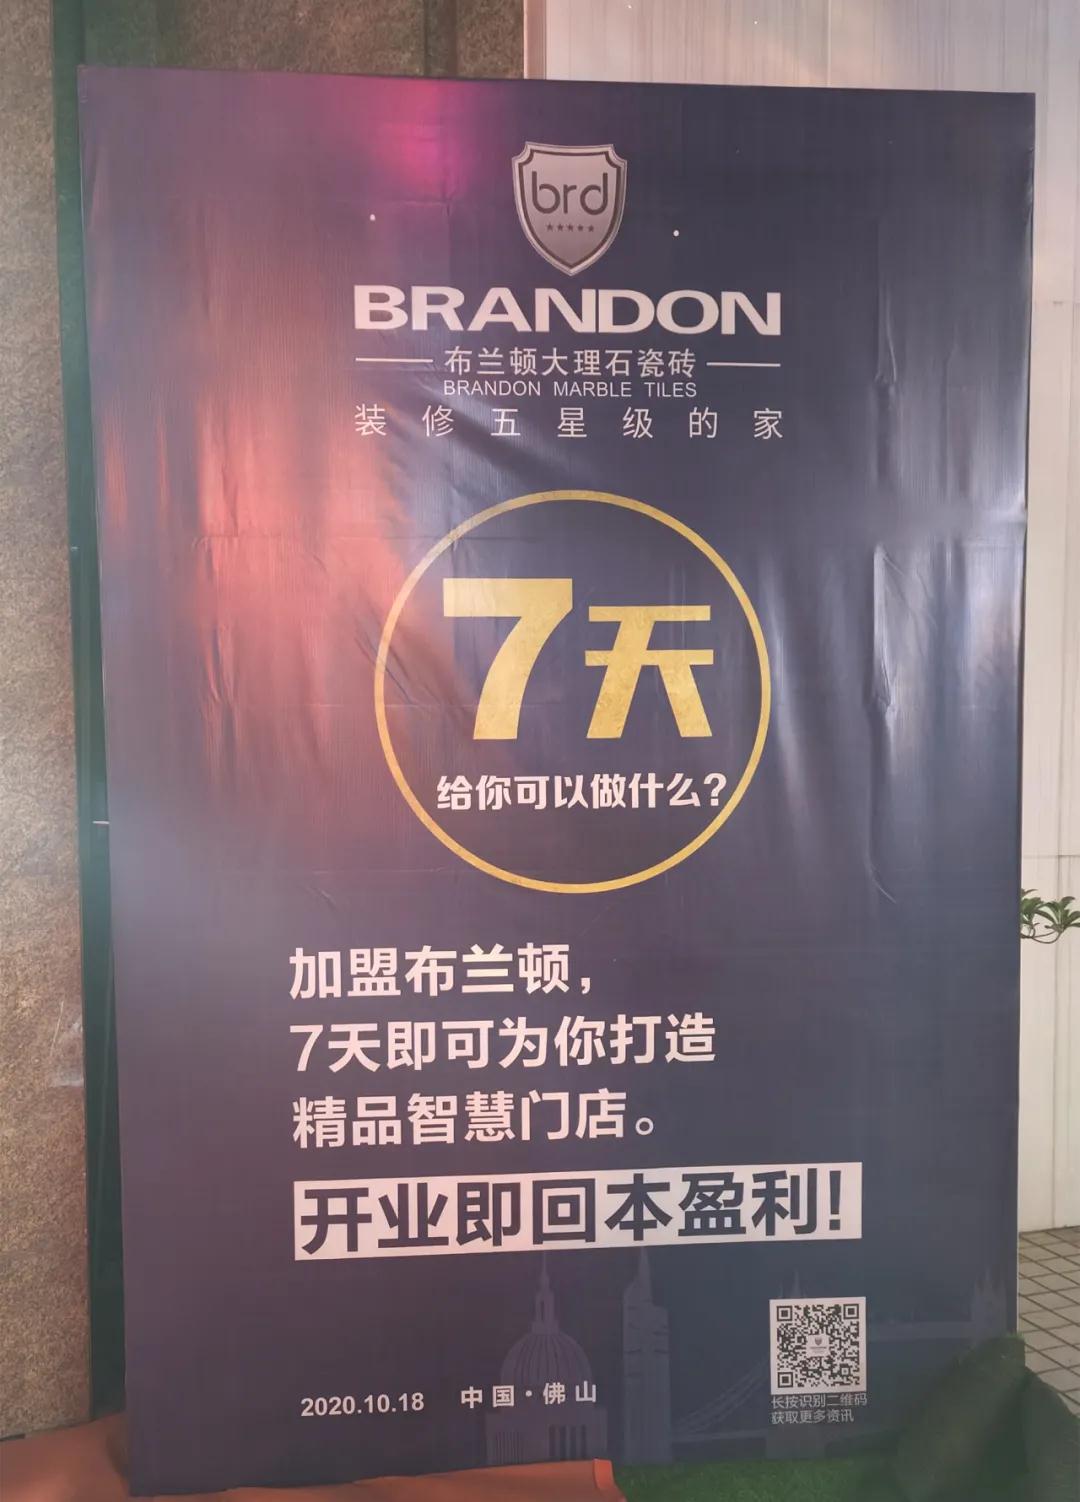 brd
BRANDON
布兰顿大理石瓷砖
BRANDON MARBLE TILES
装修五星级的家
7天
给你可以做什么?
加盟布兰顿，
7天即可为你打造
精品智慧门店。
开业即回本盈利!
2020.10.18 中国·佛山
长按识别二维码
获取更多资讯